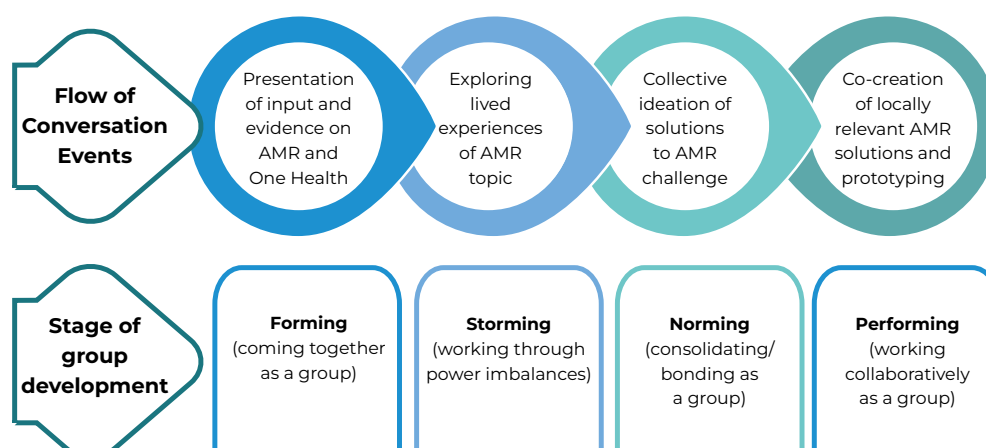 Flow of
Conversation
Events
Presentation
of input and
evidence on
AMR and
One Health
Exploring
lived
experiences
of AMR
topic
Collective
ideation of
solutions
to AMR
challenge
Co-creation
of locally
relevant AMR
solutions and
prototyping
Stage of
group
development
Forming
(coming together
as a group)
Storming
(working through
power imbalances)
Norming
(consolidating/
bonding as
a group)
Performing
(working
collaboratively
as a group)